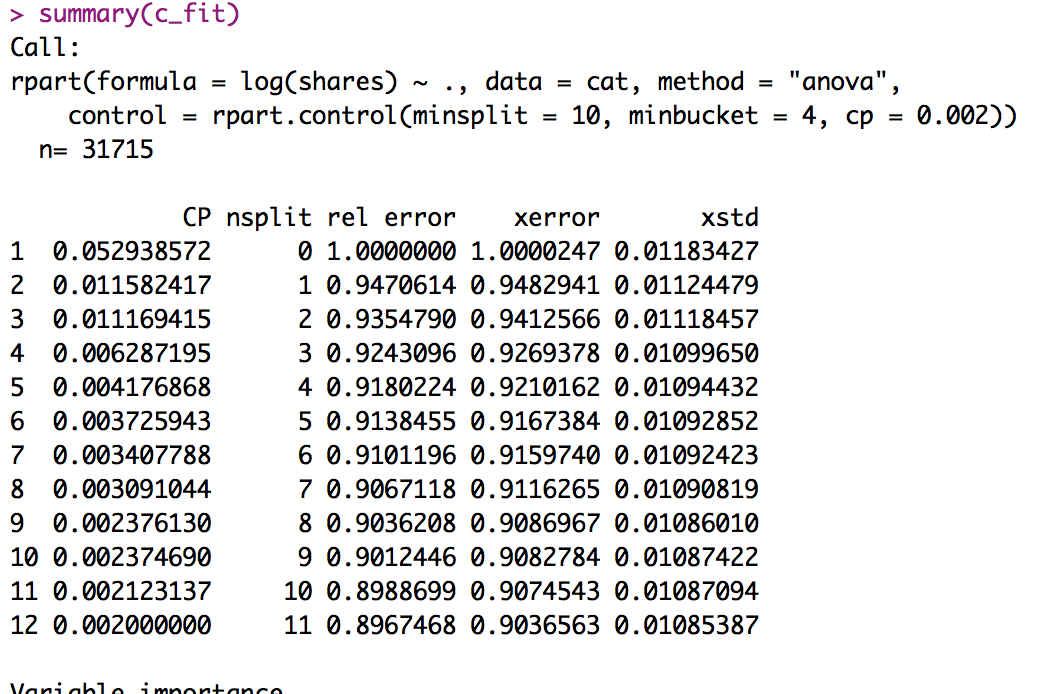 > summary(c_fit)
Call:
rpart(formula = log(shares) ~ ., data = cat, method = "anova",
    control = rpart.control(minsplit = 10, minbucket = 4, cp = 0.002))
  n= 31715

            CP nsplit rel error    xerror       xstd
1  0.052938572      0 1.0000000 1.0000247 0.01183427
2  0.011582417      1 0.9470614 0.9482941 0.01124479
3  0.011169415      2 0.9354790 0.9412566 0.01118457
4  0.006287195      3 0.9243096 0.9269378 0.01099650
5  0.004176868      4 0.9180224 0.9210162 0.01094432
6  0.003725943      5 0.9138455 0.9167384 0.01092852
7  0.003407788      6 0.9101196 0.9159740 0.01092423
8  0.003091044      7 0.9067118 0.9116265 0.01090819
9  0.002376130      8 0.9036208 0.9086967 0.01086010
10 0.002374690      9 0.9012446 0.9082784 0.01087422
11 0.002123137     10 0.8988699 0.9074543 0.01087094
12 0.002000000     11 0.8967468 0.9036563 0.01085387

Variable importance